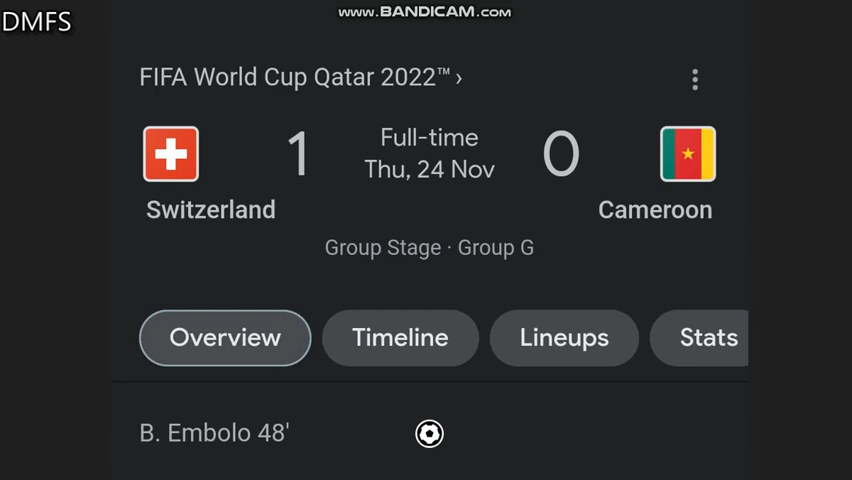 DMFS
www.BANDICAM.com
FIFA World Cup Qatar 2022™ ›
1 Full-time 0
Thu, 24 Nov
Switzerland Cameroon
Group Stage · Group G
Overview Timeline Lineups Stats
B. Embolo 48'